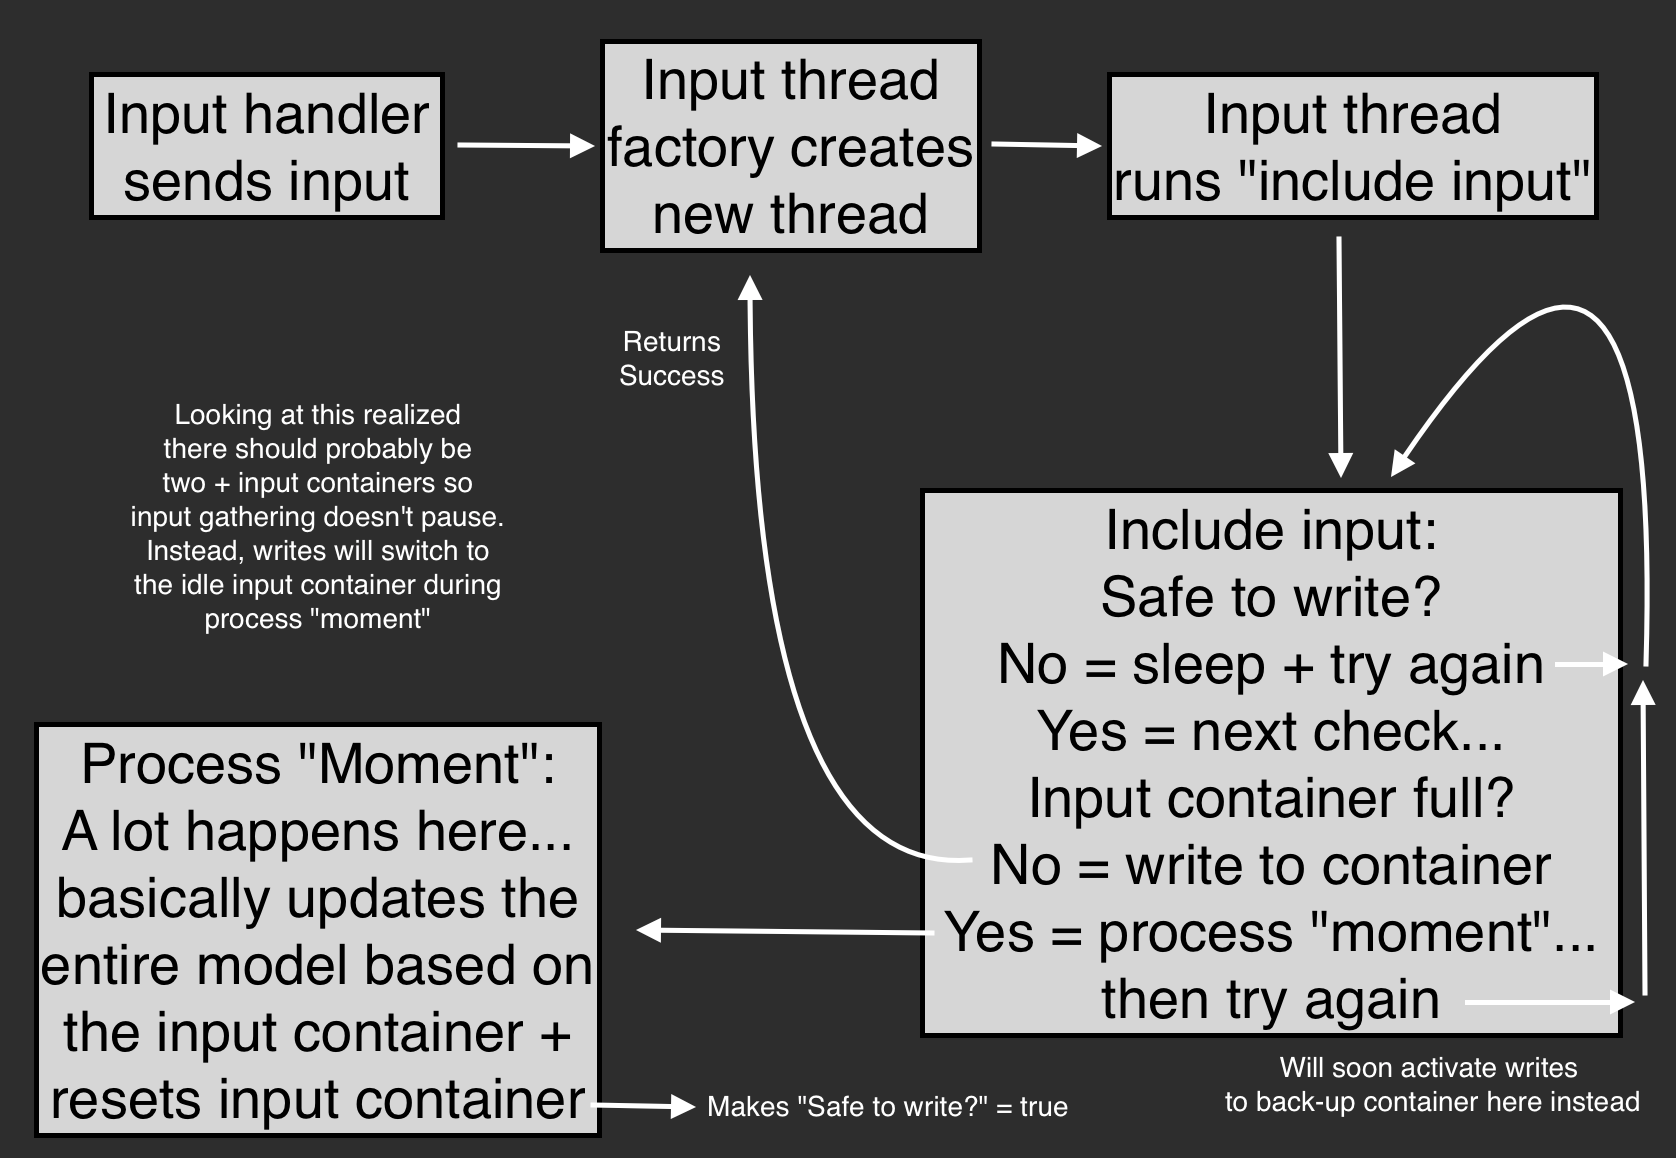 Input handler
sends input
Input thread
factory creates
new thread
Input thread
runs "include input"
Returns
Success
Looking at this realized
there should probably be
two + input containers so
input gathering doesn't pause.
Instead, writes will switch to
the idle input container during
process "moment"
Include input:
Safe to write?
No = sleep + try again
Yes = next check...
Input container full?
No = write to container
Yes = process "moment"...
then try again
Process "Moment":
A lot happens here...
basically updates the
entire model based on
the input container +
resets input container
Makes "Safe to write?" = true
Will soon activate writes
to back-up container here instead